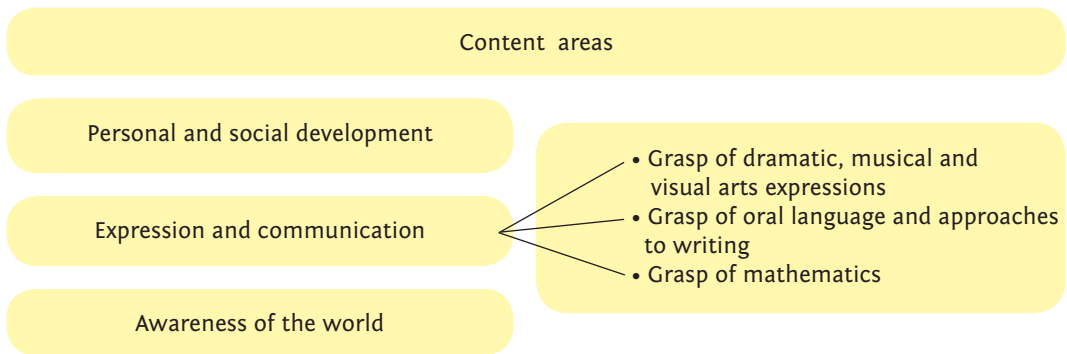 Content areas
Personal and social development
Expression and communication
Awareness of the world
• Grasp of dramatic, musical and
visual arts expressions
• Grasp of oral language and approaches
to writing
• Grasp of mathematics